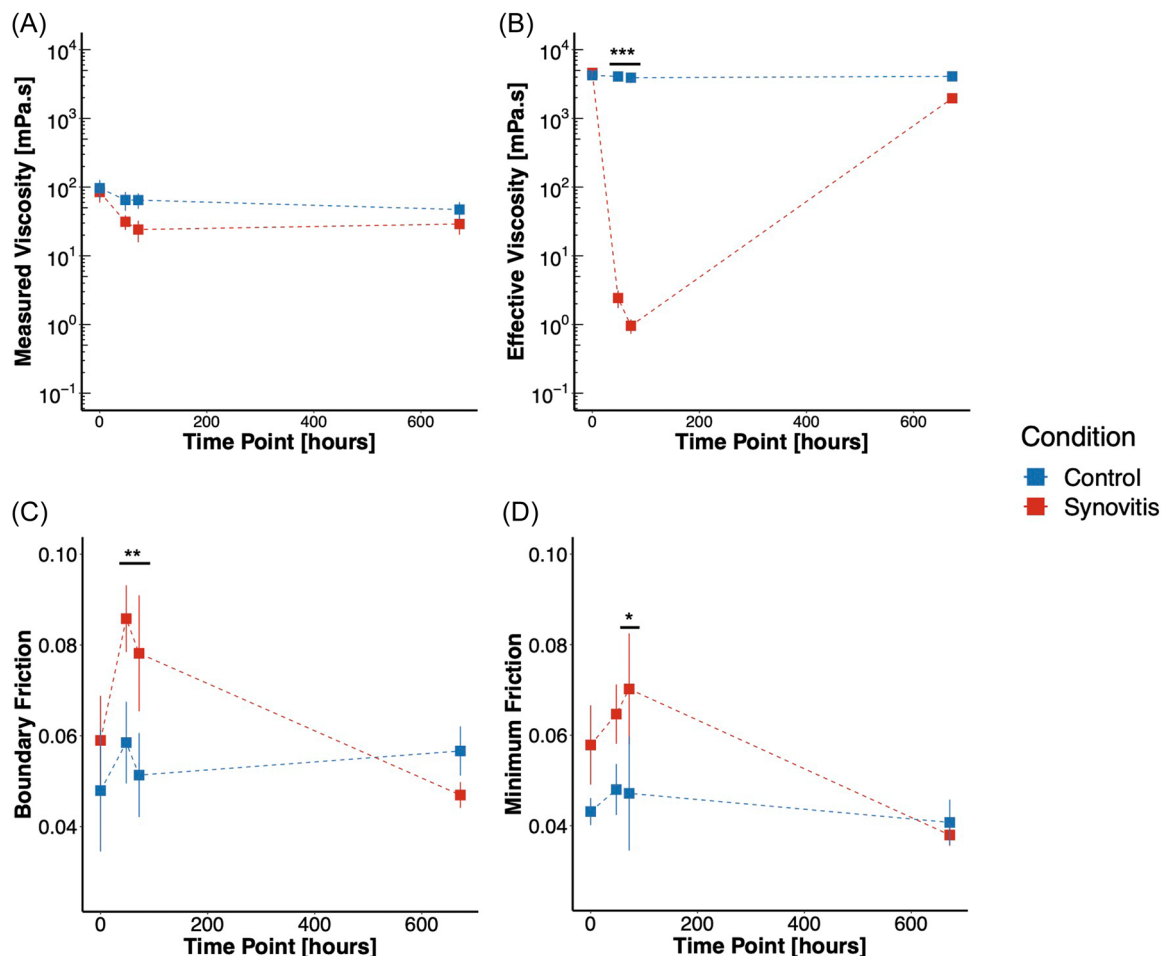 (A)
Measured Viscosity [mPa.s]
10⁴
10³
10²
10¹
10⁰
10⁻¹
0 200 400 600
Time Point [hours]
(B)
Effective Viscosity [mPa.s]
10⁴
10³
10²
10¹
10⁰
10⁻¹
***
0 200 400 600
Time Point [hours]
Condition
Control
Synovitis
(C)
Boundary Friction
0.10
0.08
0.06
0.04
**
0 200 400 600
Time Point [hours]
(D)
Minimum Friction
0.10
0.08
0.06
0.04
*
0 200 400 600
Time Point [hours]